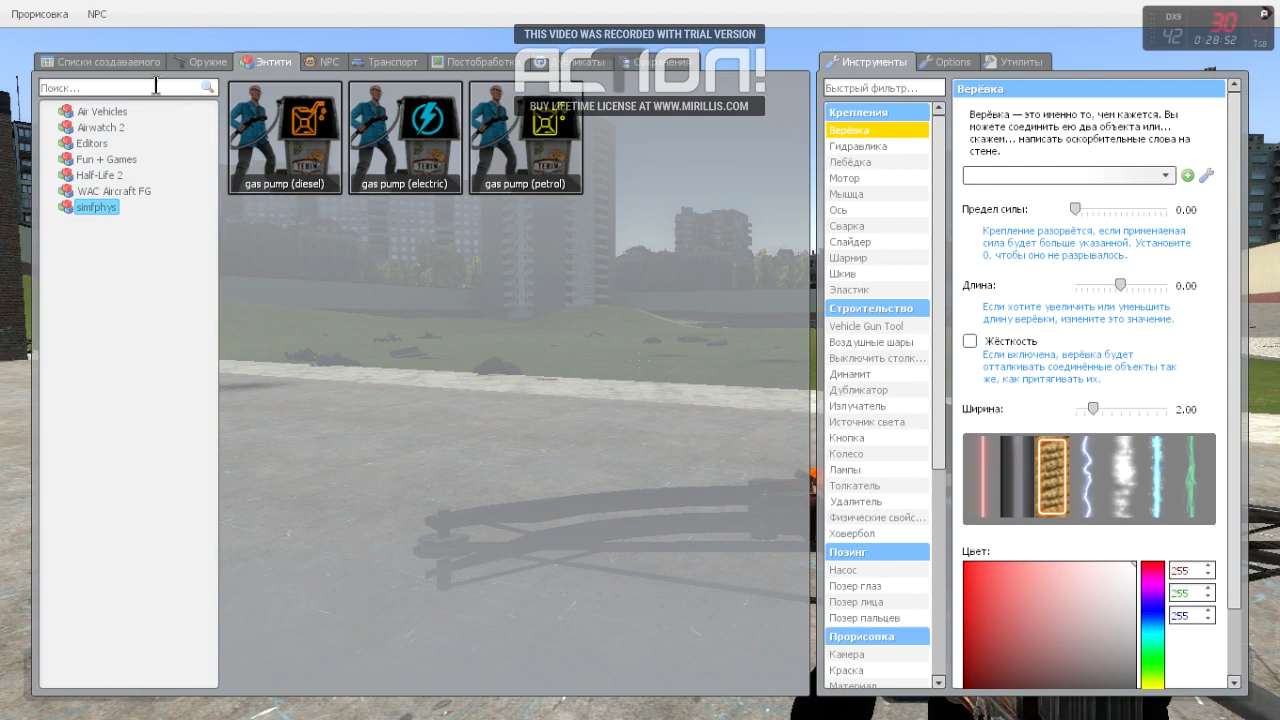 Прорисовка NPC
THIS VIDEO WAS RECORDED WITH TRIAL VERSION
ACTION!
BUY LIFETIME LICENSE AT WWW.MIRILLIS.COM
DX9
30
42
0:28:52
Списки создаваемого
Оружие
Энтити
NPC
Транспорт
Постобработка
Дубликаты
Сохранения
Поиск...
Air Vehicles
Airwatch 2
Editors
Fun + Games
Half-Life 2
WAC Aircraft FG
simfphys
gas pump (diesel)
gas pump (electric)
gas pump (petrol)
Инструменты
Options
Утилиты
Быстрый фильтр...
Крепления
Верёвка
Гидравлика
Лебёдка
Мотор
Мышца
Ось
Сварка
Слайдер
Шарнир
Шкив
Эластик
Строительство
Vehicle Gun Tool
Воздушные шары
Выключить столк...
Динамит
Дубликатор
Излучатель
Источник света
Кнопка
Колесо
Лампы
Толкатель
Удалитель
Физические свойс...
Ховербол
Позинг
Насос
Позер глаз
Позер лица
Позер пальцев
Прорисовка
Камера
Краска
Материал
Верёвка
Верёвка — это именно то, чем кажется. Вы
можете соединить ею два объекта или...
скажем... написать оскорбительные слова на
стене.
Предел силы: 0.00
Крепление разорвётся, если применяемая
сила будет больше указанной. Установите
0, чтобы оно не разрывалось.
Длина: 0.00
Если хотите увеличить или уменьшить
длину верёвки, измените это значение.
Жёсткость
Если включена, верёвка будет
отталкивать соединённые объекты так
же, как притягивать их.
Ширина: 2.00
Цвет:
255
255
255